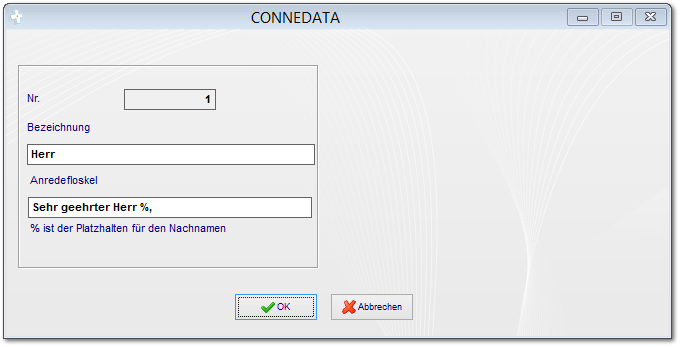 CONNEDATA
Nr. 1
Bezeichnung
Herr
Anredefloskel
Sehr geehrter Herr %,
% ist der Platzhalten für den Nachnamen
OK Abbrechen